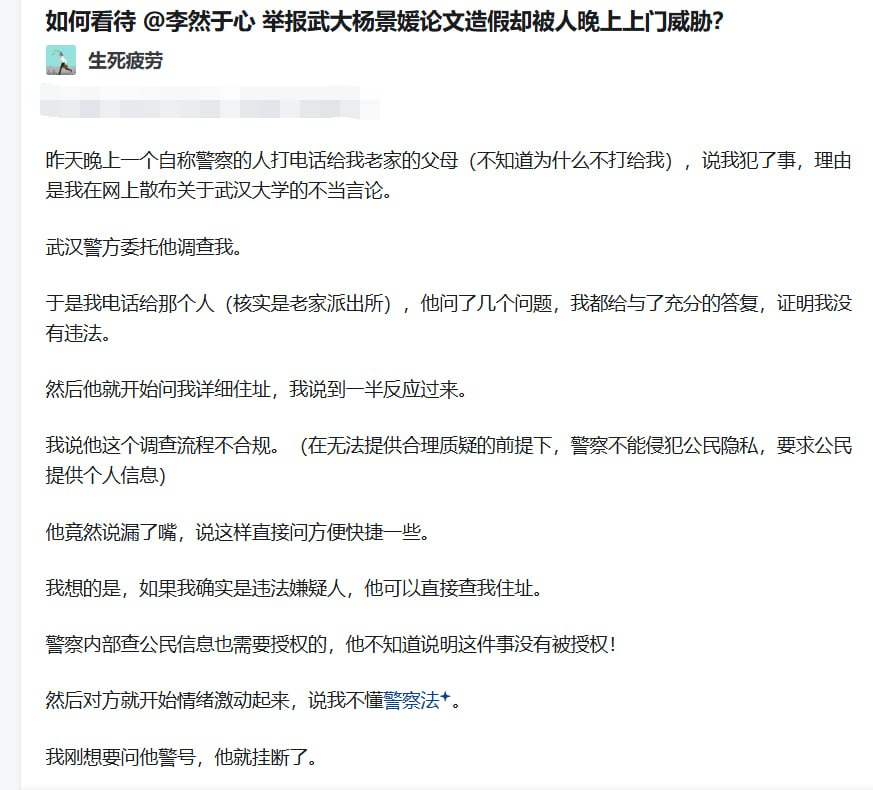 如何看待 @李然于心 举报武大杨景媛论文造假却被人晚上上门威胁？
生死疲劳
昨天晚上一个自称警察的人打电话给我老家的父母（不知道为什么不打给我），说我犯了事，理由
是我在网上散布关于武汉大学的不当言论。
武汉警方委托他调查我。
于是我电话给那个人（核实是老家派出所），他问了几个问题，我都给与了充分的答复，证明我没
有违法。
然后他就开始问我详细住址，我说到一半反应过来。
我说他这个调查流程不合规。（在无法提供合理质疑的前提下，警察不能侵犯公民隐私，要求公民
提供个人信息）
他竟然说漏了嘴，说这样直接问方便快捷一些。
我想的是，如果我确实是违法嫌疑人，他可以直接查我住址。
警察内部查公民信息也需要授权的，他不知道说明这件事没有被授权！
然后对方就开始情绪激动起来，说我不懂警察法。
我刚想要问他警号，他就挂断了。